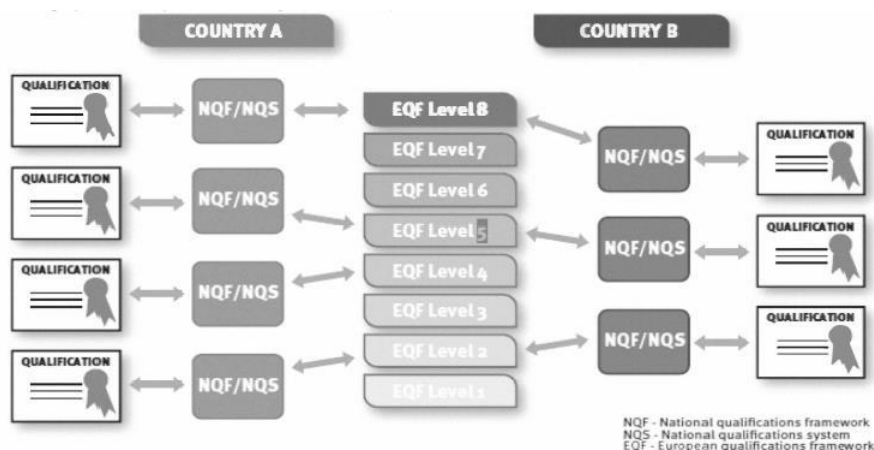 COUNTRY A
COUNTRY B
QUALIFICATION
NQF/NQS
EQF Level 8
EQF Level 7
NQF/NQS
QUALIFICATION
QUALIFICATION
NQF/NQS
EQF Level 6
EQF Level 5
NQF/NQS
QUALIFICATION
QUALIFICATION
NQF/NQS
EQF Level 4
EQF Level 3
NQF/NQS
QUALIFICATION
QUALIFICATION
NQF/NQS
EQF Level 2
EQF Level 1
NQF - National qualifications framework
NQS - National qualifications system
EQF - European qualifications framework